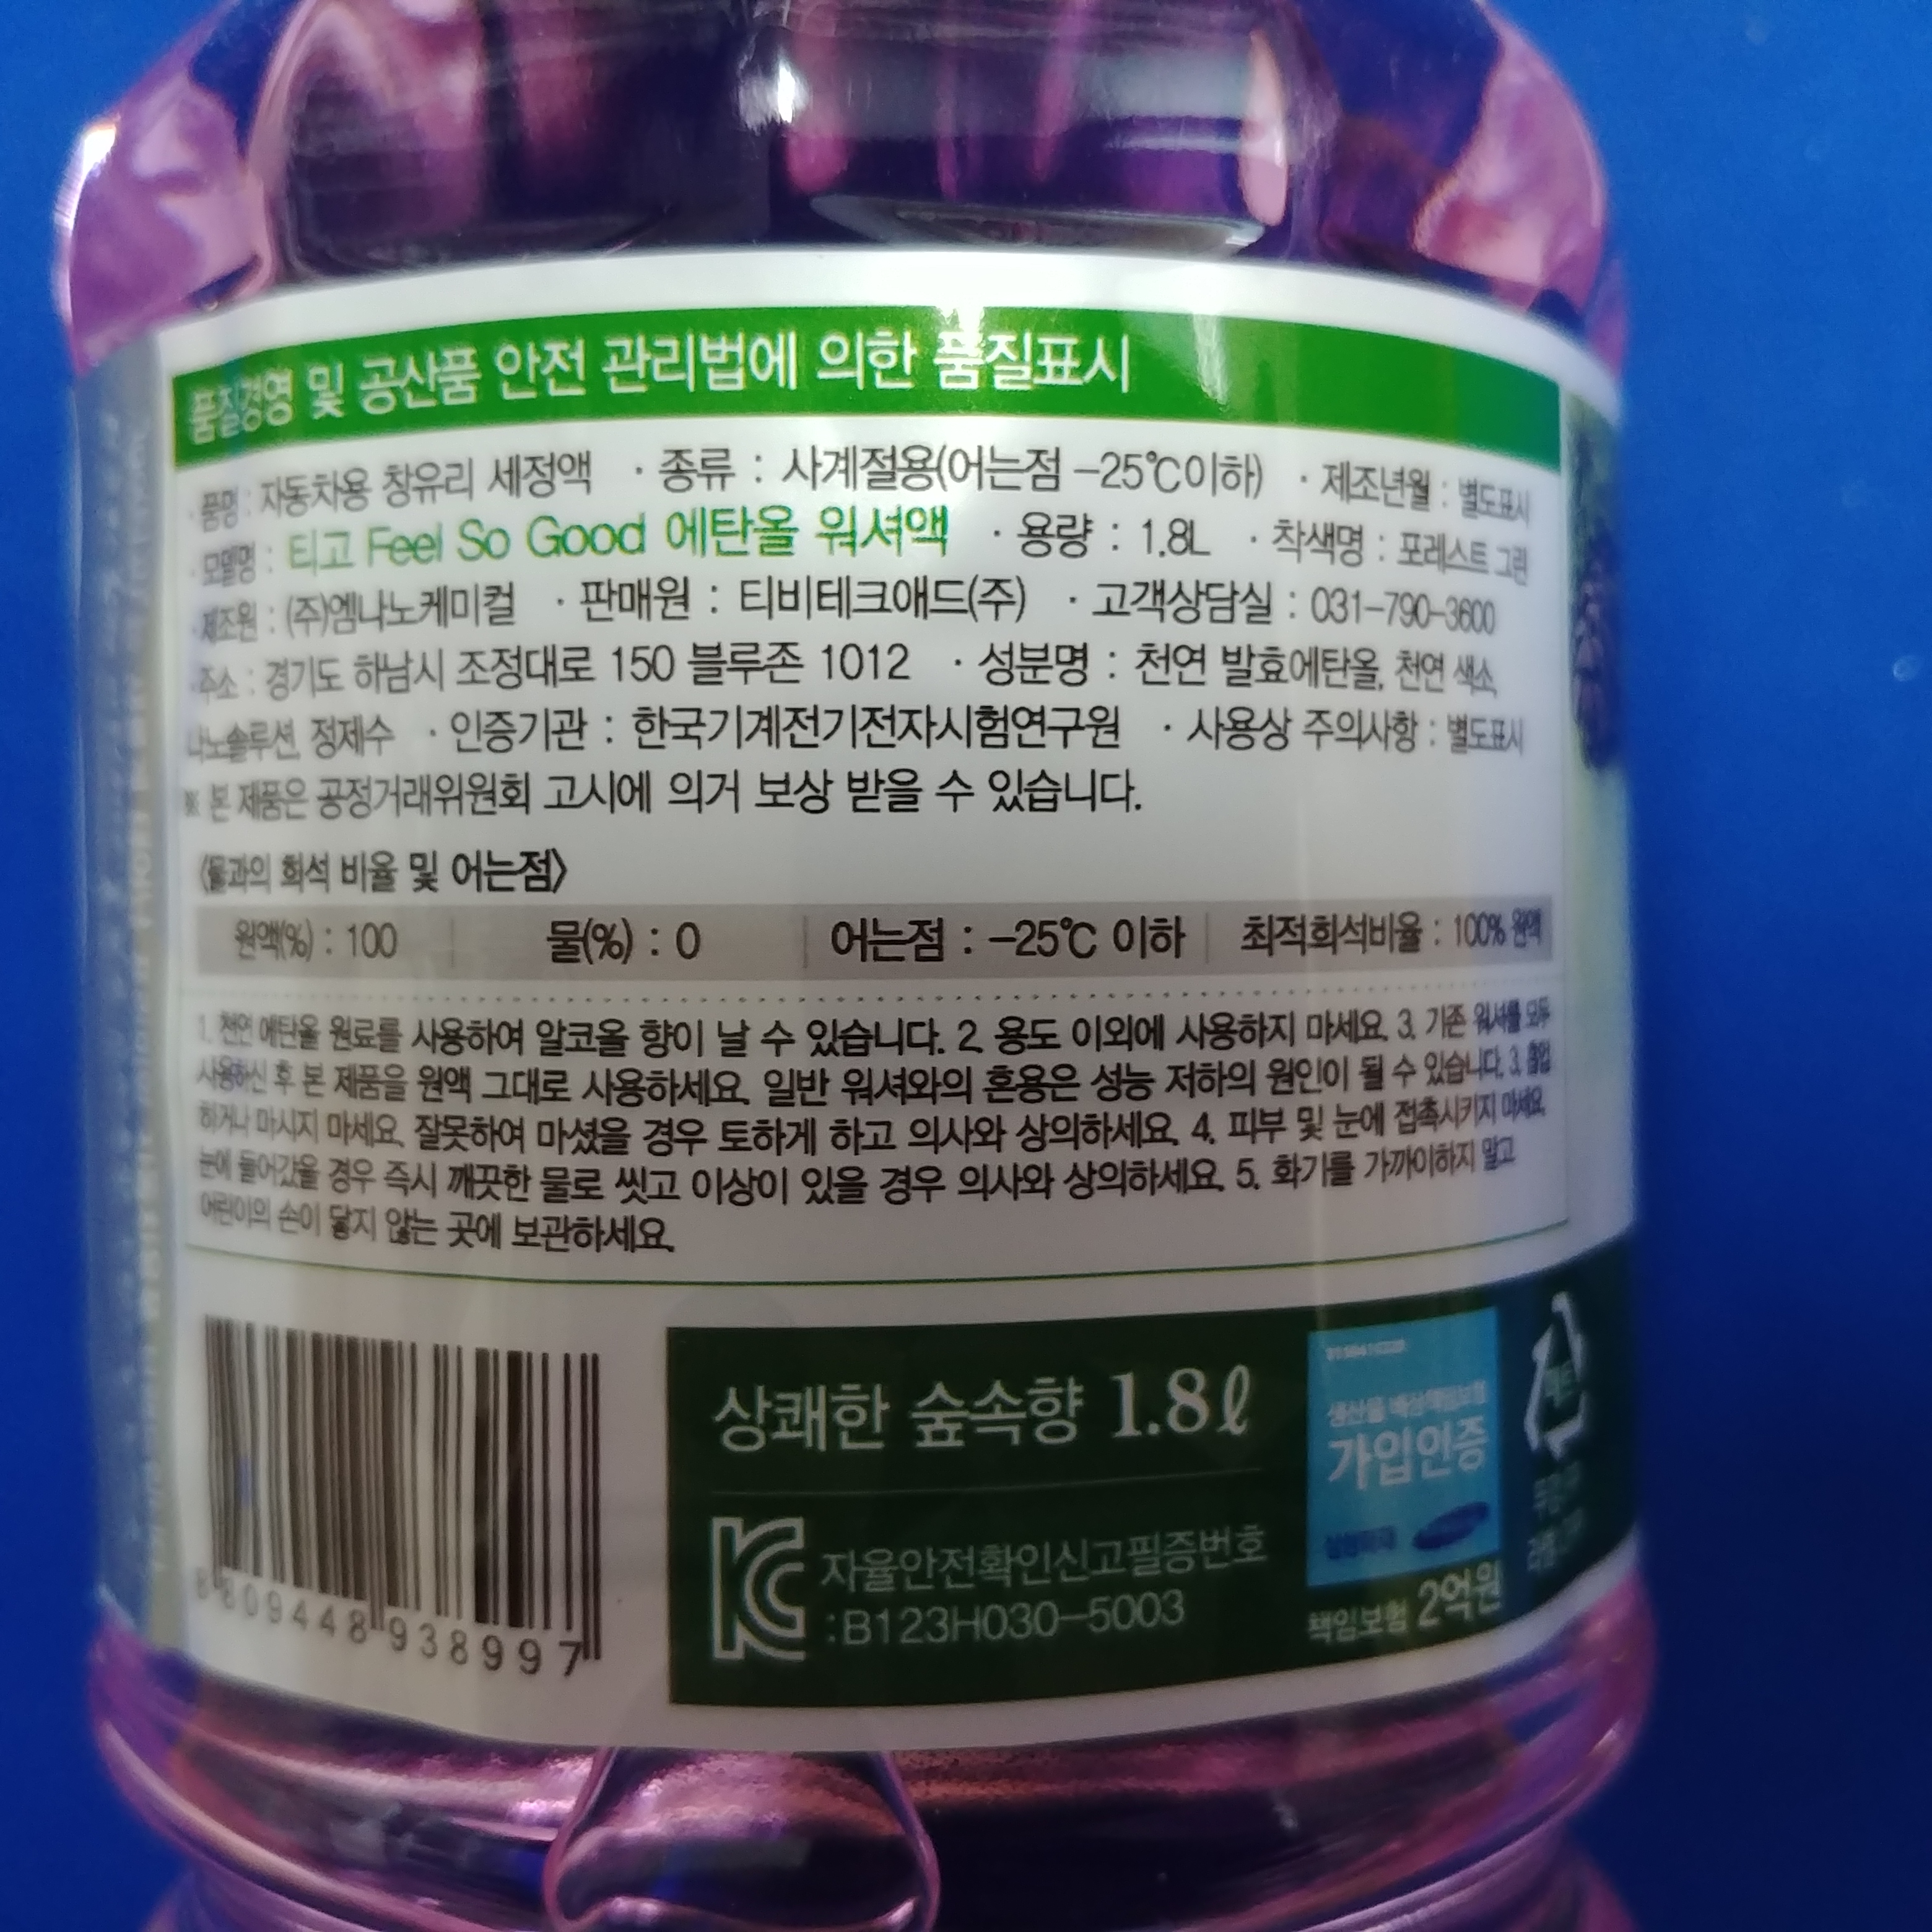 품질경영 및 공산품 안전 관리법에 의한 품질표시
· 품명 : 자동차용 창유리 세정액 · 종류 : 사계절용(어는점 -25℃이하) · 제조년월 : 별도표시
· 모델명 : 티고 Feel So Good 에탄올 워셔액 · 용량 : 1.8L · 착색명 : 포레스트 그린
· 제조원 : (주)엠나노케미컬 · 판매원 : 티비테크애드(주) · 고객상담실 : 031-790-3600
· 주소 : 경기도 하남시 조정대로 150 블루존 1012 · 성분명 : 천연 발효에탄올, 천연 색소,
나노솔루션, 정제수 · 인증기관 : 한국기계전기전자시험연구원 · 사용상 주의사항 : 별도표시
※ 본 제품은 공정거래위원회 고시에 의거 보상 받을 수 있습니다.
〈물과의 희석 비율 및 어는점〉
원액(%) : 100 물(%) : 0 어는점 : -25℃ 이하 최적희석비율 : 100% 원액
1. 천연 에탄올 원료를 사용하여 알코올 향이 날 수 있습니다. 2. 용도 이외에 사용하지 마세요. 3. 기존 워셔를 모두
사용하신 후 본 제품을 원액 그대로 사용하세요. 일반 워셔와의 혼용은 성능 저하의 원인이 될 수 있습니다. 3.
하거나 마시지 마세요. 잘못하여 마셨을 경우 토하게 하고 의사와 상의하세요. 4. 피부 및 눈에 접촉시키지 마세요.
눈에 들어갔을 경우 즉시 깨끗한 물로 씻고 이상이 있을 경우 의사와 상의하세요. 5. 화기를 가까이하지 말고
어린이의 손이 닿지 않는 곳에 보관하세요.
8 809448 938997
상쾌한 숲속향 1.8ℓ
KC 자율안전확인신고필증번호
:B123H030-5003
생산물 배상책임보험
가입인증
삼성화재
책임보험 2억원
페트